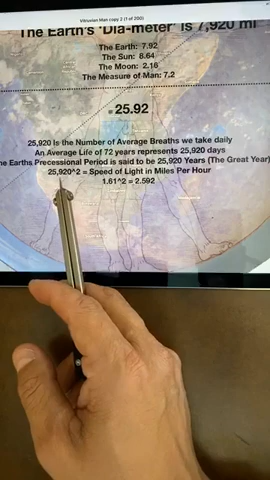 Vitruvian Man copy 2 (1 of 200)
The Earth's 'Dia-meter' is 7,920 mi
The Earth: 7.92
The Sun: 8.64
The Moon: 2.16
The Measure of Man: 7.2
= 25.92
25,920 Is the Number of Average Breaths we take daily
An Average Life of 72 years represents 25,920 days
he Earths Precessional Period is said to be 25,920 Years (The Great Year)
25,920^2 = Speed of Light in Miles Per Hour
1.61^2 = 2.592